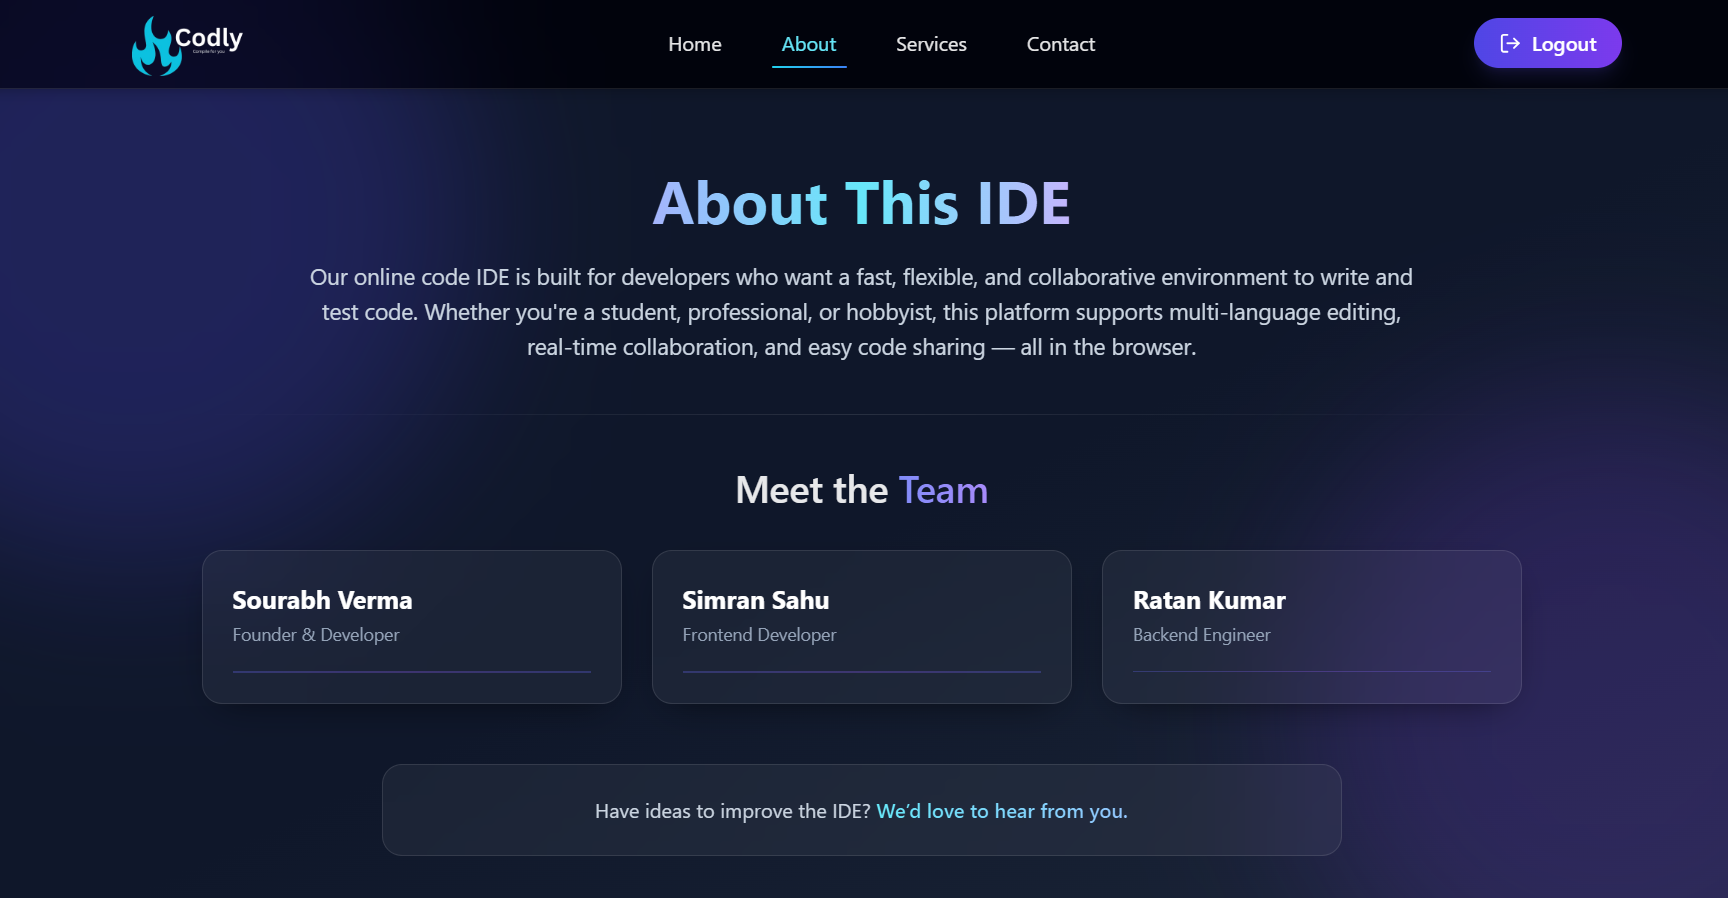 Codly
Compile for you
Home
About
Services
Contact
Logout
About This IDE
Our online code IDE is built for developers who want a fast, flexible, and collaborative environment to write and
test code. Whether you're a student, professional, or hobbyist, this platform supports multi-language editing,
real-time collaboration, and easy code sharing — all in the browser.
Meet the Team
Sourabh Verma
Founder & Developer
Simran Sahu
Frontend Developer
Ratan Kumar
Backend Engineer
Have ideas to improve the IDE? We’d love to hear from you.